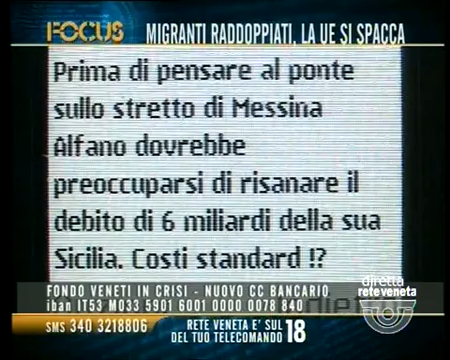 FOCUS
MIGRANTI RADDOPPIATI, LA UE SI SPACCA
Prima di pensare al ponte
sullo stretto di Messina
Alfano dovrebbe
preoccuparsi di risanare il
debito di 6 miliardi della sua
Sicilia. Costi standard !?
FONDO VENETI IN CRISI - NUOVO CC BANCARIO
iban IT53 M033 5901 6001 0000 0078 840
diretta
reteveneta
SMS 340 3218806
RETE VENETA E' SUL
DEL TUO TELECOMANDO 18